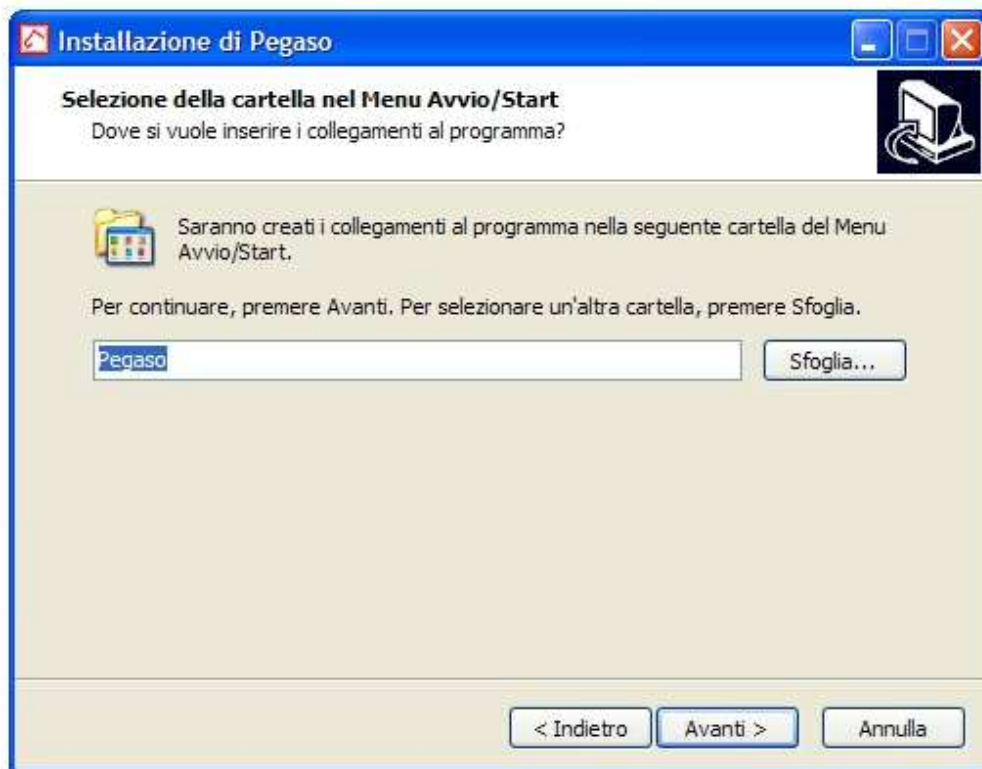 Installazione di Pegaso
Selezione della cartella nel Menu Avvio/Start
Dove si vuole inserire i collegamenti al programma?
Saranno creati i collegamenti al programma nella seguente cartella del Menu
Avvio/Start.
Per continuare, premere Avanti. Per selezionare un'altra cartella, premere Sfoglia.
Pegaso
Sfoglia...
< Indietro
Avanti >
Annulla